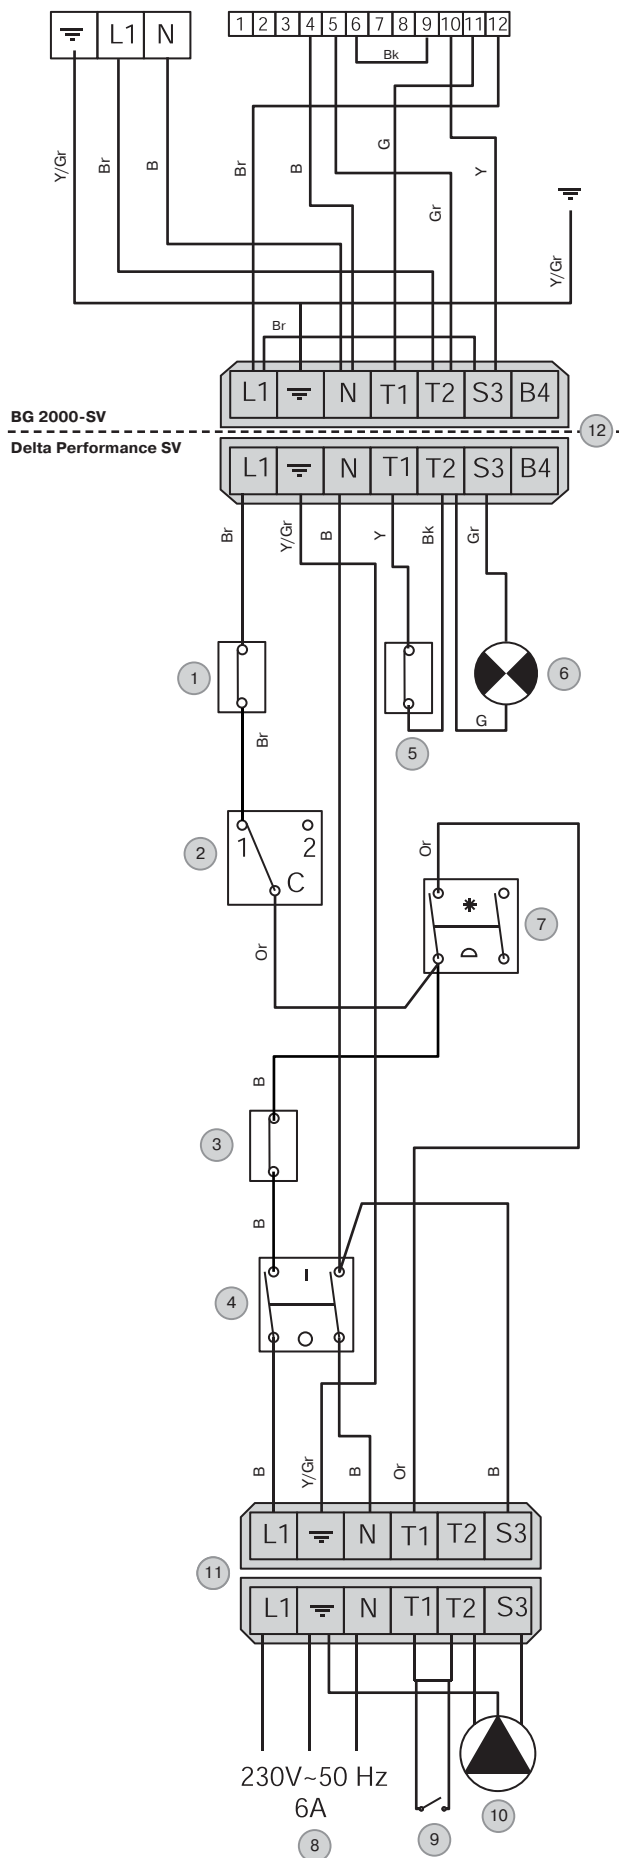 L1 N
1 2 3 4 5 6 7 8 9 10 11 12
Bk
Y/Gr
Br
B
Br
B
G
Gr
Y
Y/Gr
Br
L1 N T1 T2 S3 B4
BG 2000-SV
12
Delta Performance SV
L1 N T1 T2 S3 B4
Br
Y/Gr
B
Y
Bk
Gr
1
5
6
G
Br
2
1 2
C
Or
Or
7
B
3
B
4
I
B
Y/Gr
B
Or
B
L1 N T1 T2 S3
11
L1 N T1 T2 S3
230V~50 Hz
6A
8
9
10